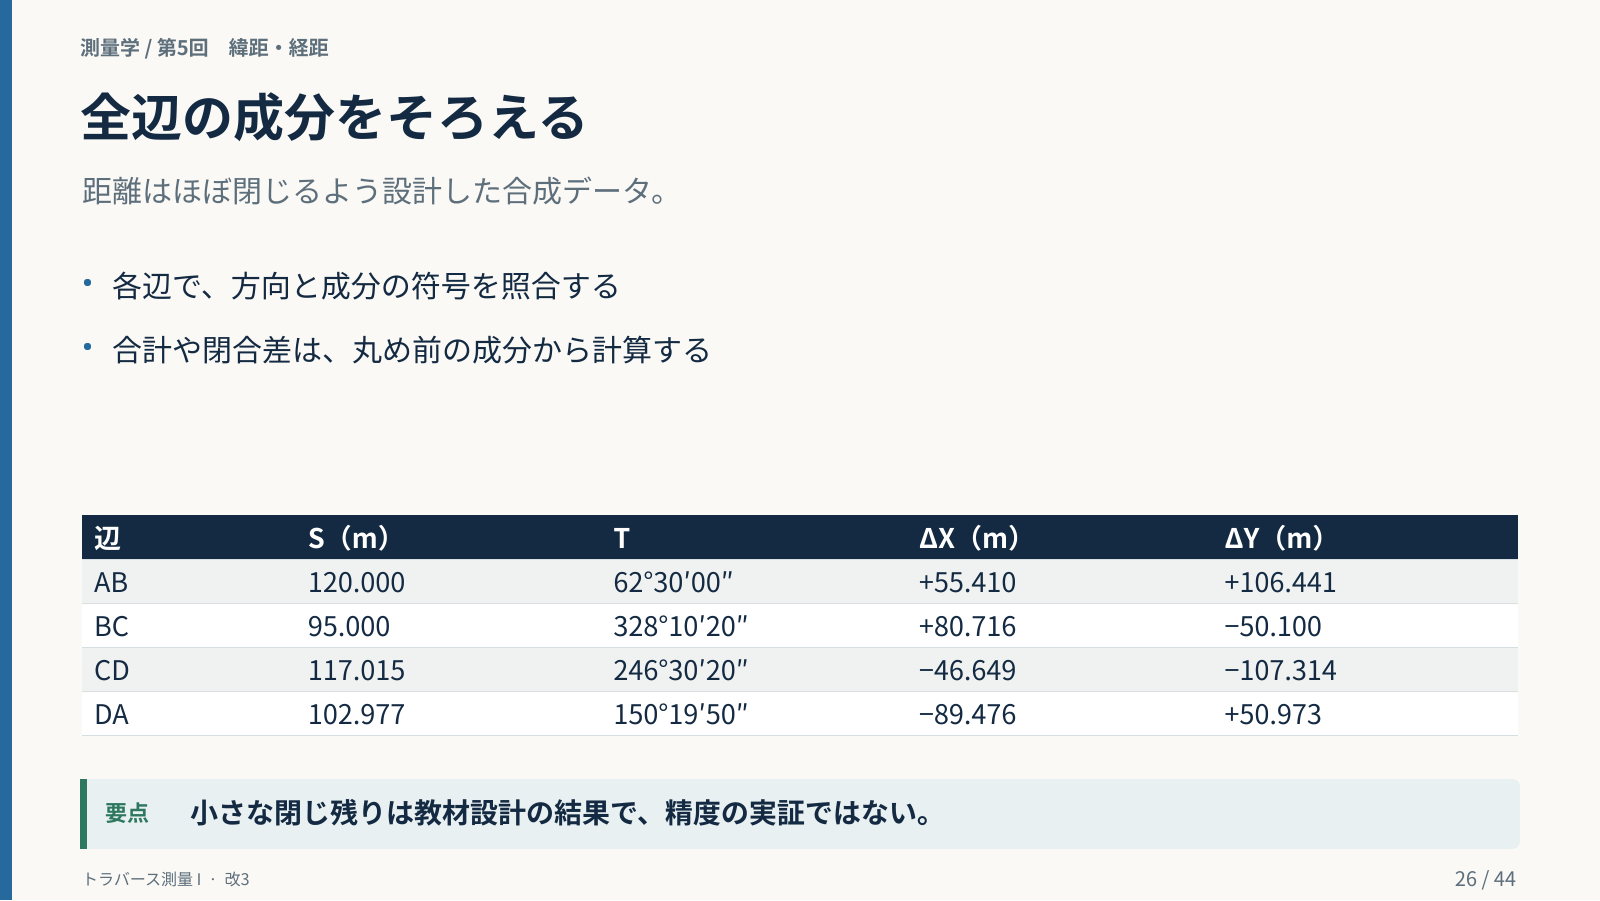 測量学 / 第5回　緯距・経距
全辺の成分をそろえる
距離はほぼ閉じるよう設計した合成データ。
• 各辺で、方向と成分の符号を照合する
• 合計や閉合差は、丸め前の成分から計算する
辺 S（m） T ΔX（m） ΔY（m）
AB 120.000 62°30′00″ +55.410 +106.441
BC 95.000 328°10′20″ +80.716 −50.100
CD 117.015 246°30′20″ −46.649 −107.314
DA 102.977 150°19′50″ −89.476 +50.973
要点 小さな閉じ残りは教材設計の結果で、精度の実証ではない。
トラバース測量 I · 改3
26 / 44